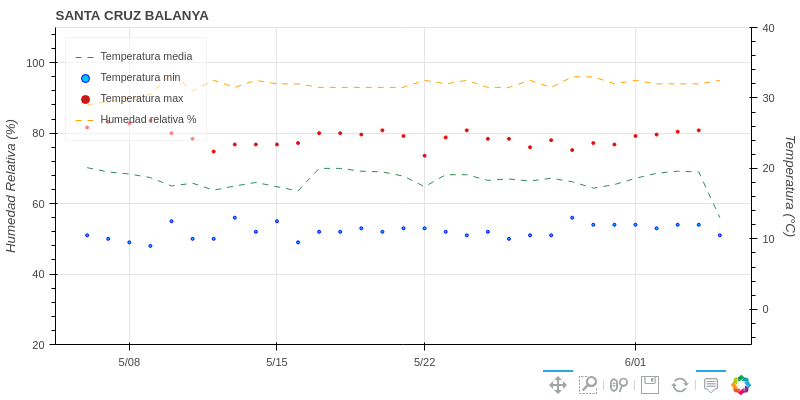 SANTA CRUZ BALANYA
Temperatura media
Temperatura min
Temperatura max
Humedad relativa %
Humedad Relativa (%)
100
80
60
40
20
Temperatura (°C)
40
30
20
10
0
5/08
5/15
5/22
6/01